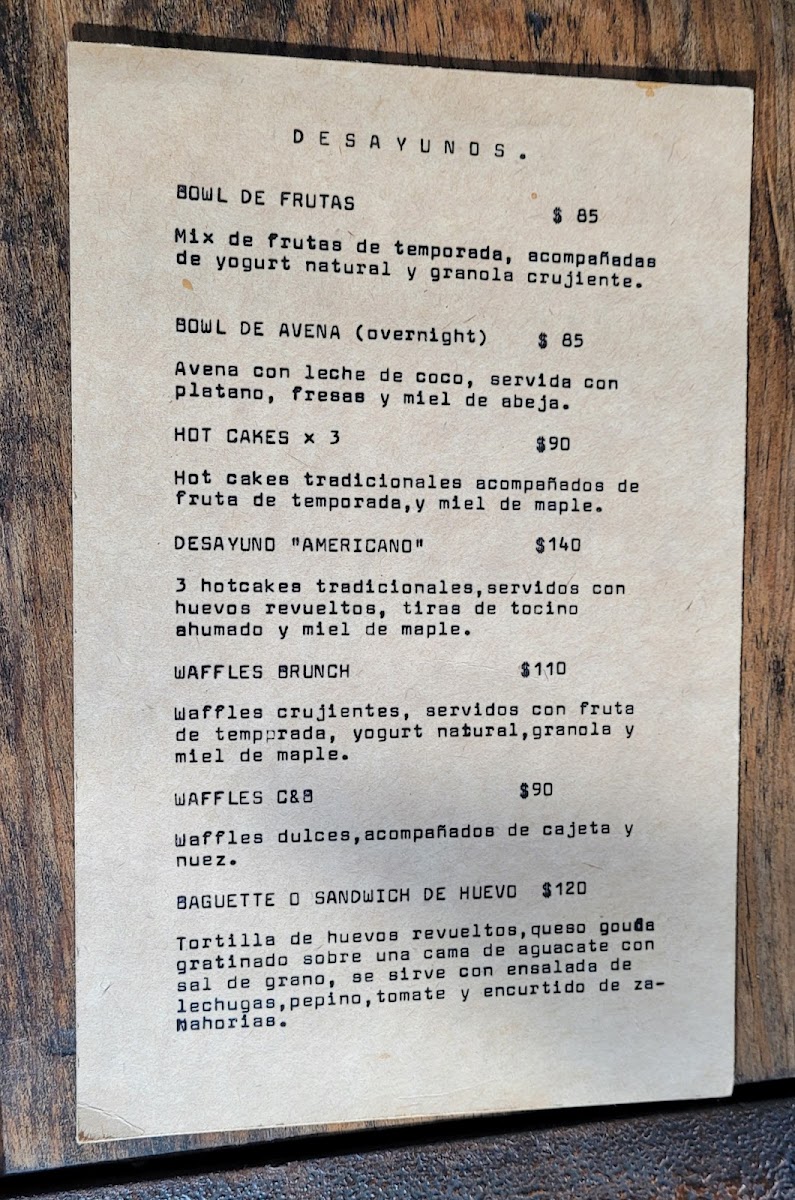 DESAYUNOS.
BOWL DE FRUTAS $ 85
Mix de frutas de temporada, acompañadas
de yogurt natural y granola crujiente.
BOWL DE AVENA (overnight) $ 85
Avena con leche de coco, servida con
platano, fresas y miel de abeja.
HOT CAKES x 3 $90
Hot cakes tradicionales acompañados de
fruta de temporada,y miel de maple.
DESAYUNO "AMERICANO" $140
3 hotcakes tradicionales,servidos con
huevos revueltos, tiras de tocino
ahumado y miel de maple.
WAFFLES BRUNCH $110
Waffles crujientes, servidos con fruta
de temporada, yogurt natural,granola y
miel de maple.
WAFFLES C&B $90
Waffles dulces,acompañados de cajeta y
nuez.
BAGUETTE O SANDWICH DE HUEVO $120
Tortilla de huevos revueltos,queso gouda
gratinado sobre una cama de aguacate con
sal de grano, se sirve con ensalada de
lechugas,pepino,tomate y encurtido de za-
Nahorias.